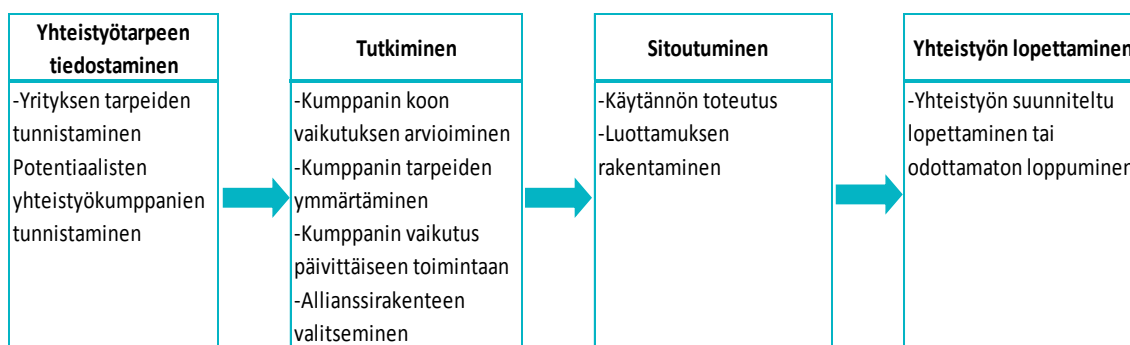 Yhteistyötarpeen
tiedostaminen
-Yrityksen tarpeiden
tunnistaminen
Potentiaalisten
yhteistyökumppanien
tunnistaminen
Tutkiminen
-Kumppanin koon
vaikutuksen arvioiminen
-Kumppanin tarpeiden
ymmärtäminen
-Kumppanin vaikutus
päivittäiseen toimintaan
-Allianssirakenteen
valitseminen
Sitoutuminen
-Käytännön toteutus
-Luottamuksen
rakentaminen
Yhteistyön lopettaminen
-Yhteistyön suunniteltu
lopettaminen tai
odottamaton loppuminen